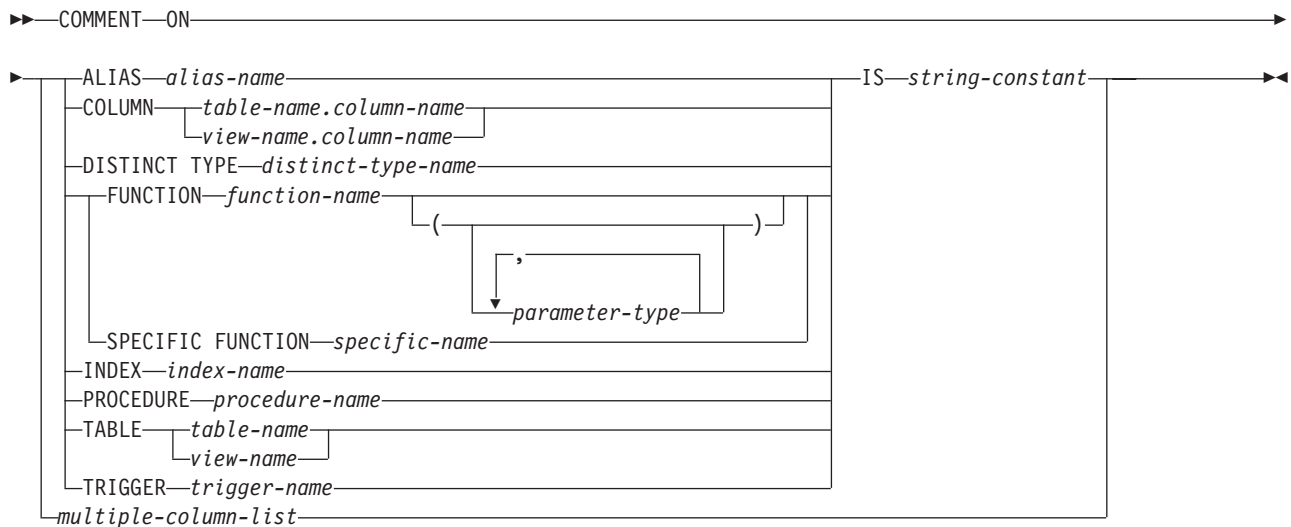 COMMENT ON
ALIAS alias-name IS string-constant
COLUMN table-name.column-name
view-name.column-name
DISTINCT TYPE distinct-type-name
FUNCTION function-name
( )
,
parameter-type
SPECIFIC FUNCTION specific-name
INDEX index-name
PROCEDURE procedure-name
TABLE table-name
view-name
TRIGGER trigger-name
multiple-column-list